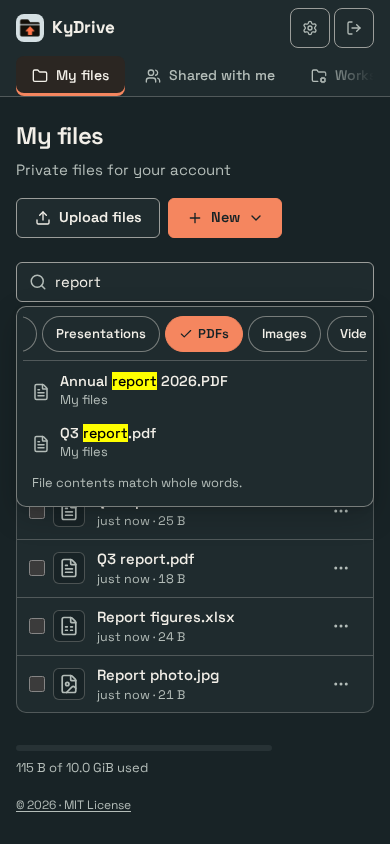 KyDrive
My files
Shared with me
Work
My files
Private files for your account
Upload files
New
report
Presentations
PDFs
Images
Vide
Annual report 2026.PDF
My files
Q3 report.pdf
My files
File contents match whole words.
just now · 25 B
Q3 report.pdf
just now · 18 B
Report figures.xlsx
just now · 24 B
Report photo.jpg
just now · 21 B
115 B of 10.0 GiB used
© 2026 · MIT License